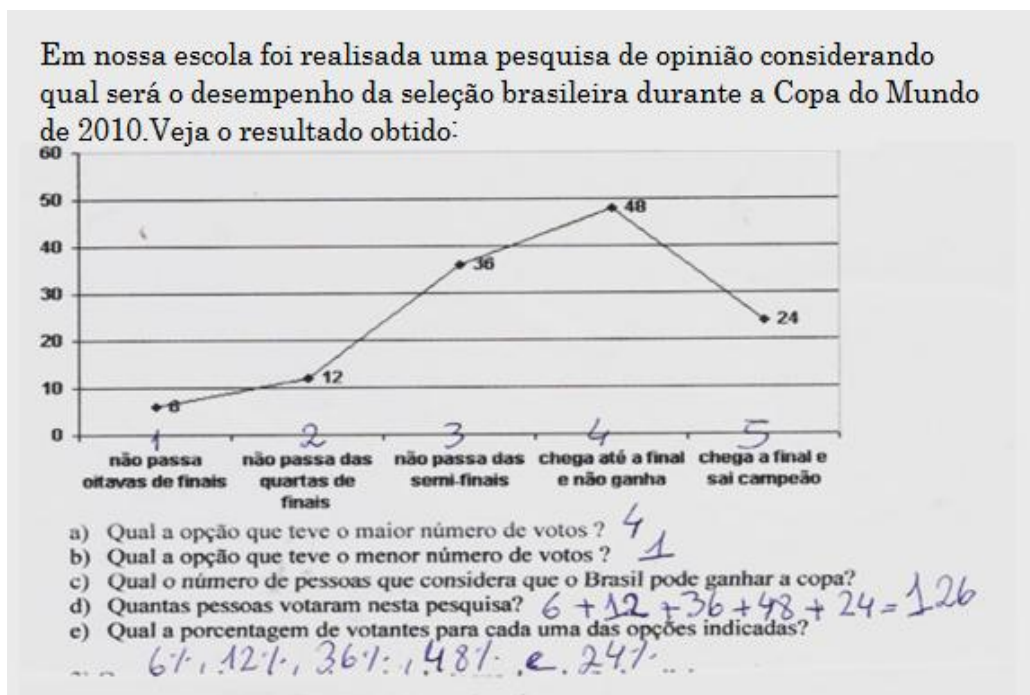 Em nossa escola foi realisada uma pesquisa de opinião considerando
qual será o desempenho da seleção brasileira durante a Copa do Mundo
de 2010.Veja o resultado obtido:
60
50
48
40
36
30
24
20
12
10
6
0
1 2 3 4 5
não passa não passa das não passa das chega até a final chega a final e
oitavas de finais quartas de semi-finais e não ganha sai campeão
finais
a) Qual a opção que teve o maior número de votos ? 4
b) Qual a opção que teve o menor número de votos ? 1
c) Qual o número de pessoas que considera que o Brasil pode ganhar a copa?
d) Quantas pessoas votaram nesta pesquisa? 6 + 12 + 36 + 48 + 24 = 126
e) Qual a porcentagem de votantes para cada uma das opções indicadas?
6%, 12%, 36%, 48% e 24%